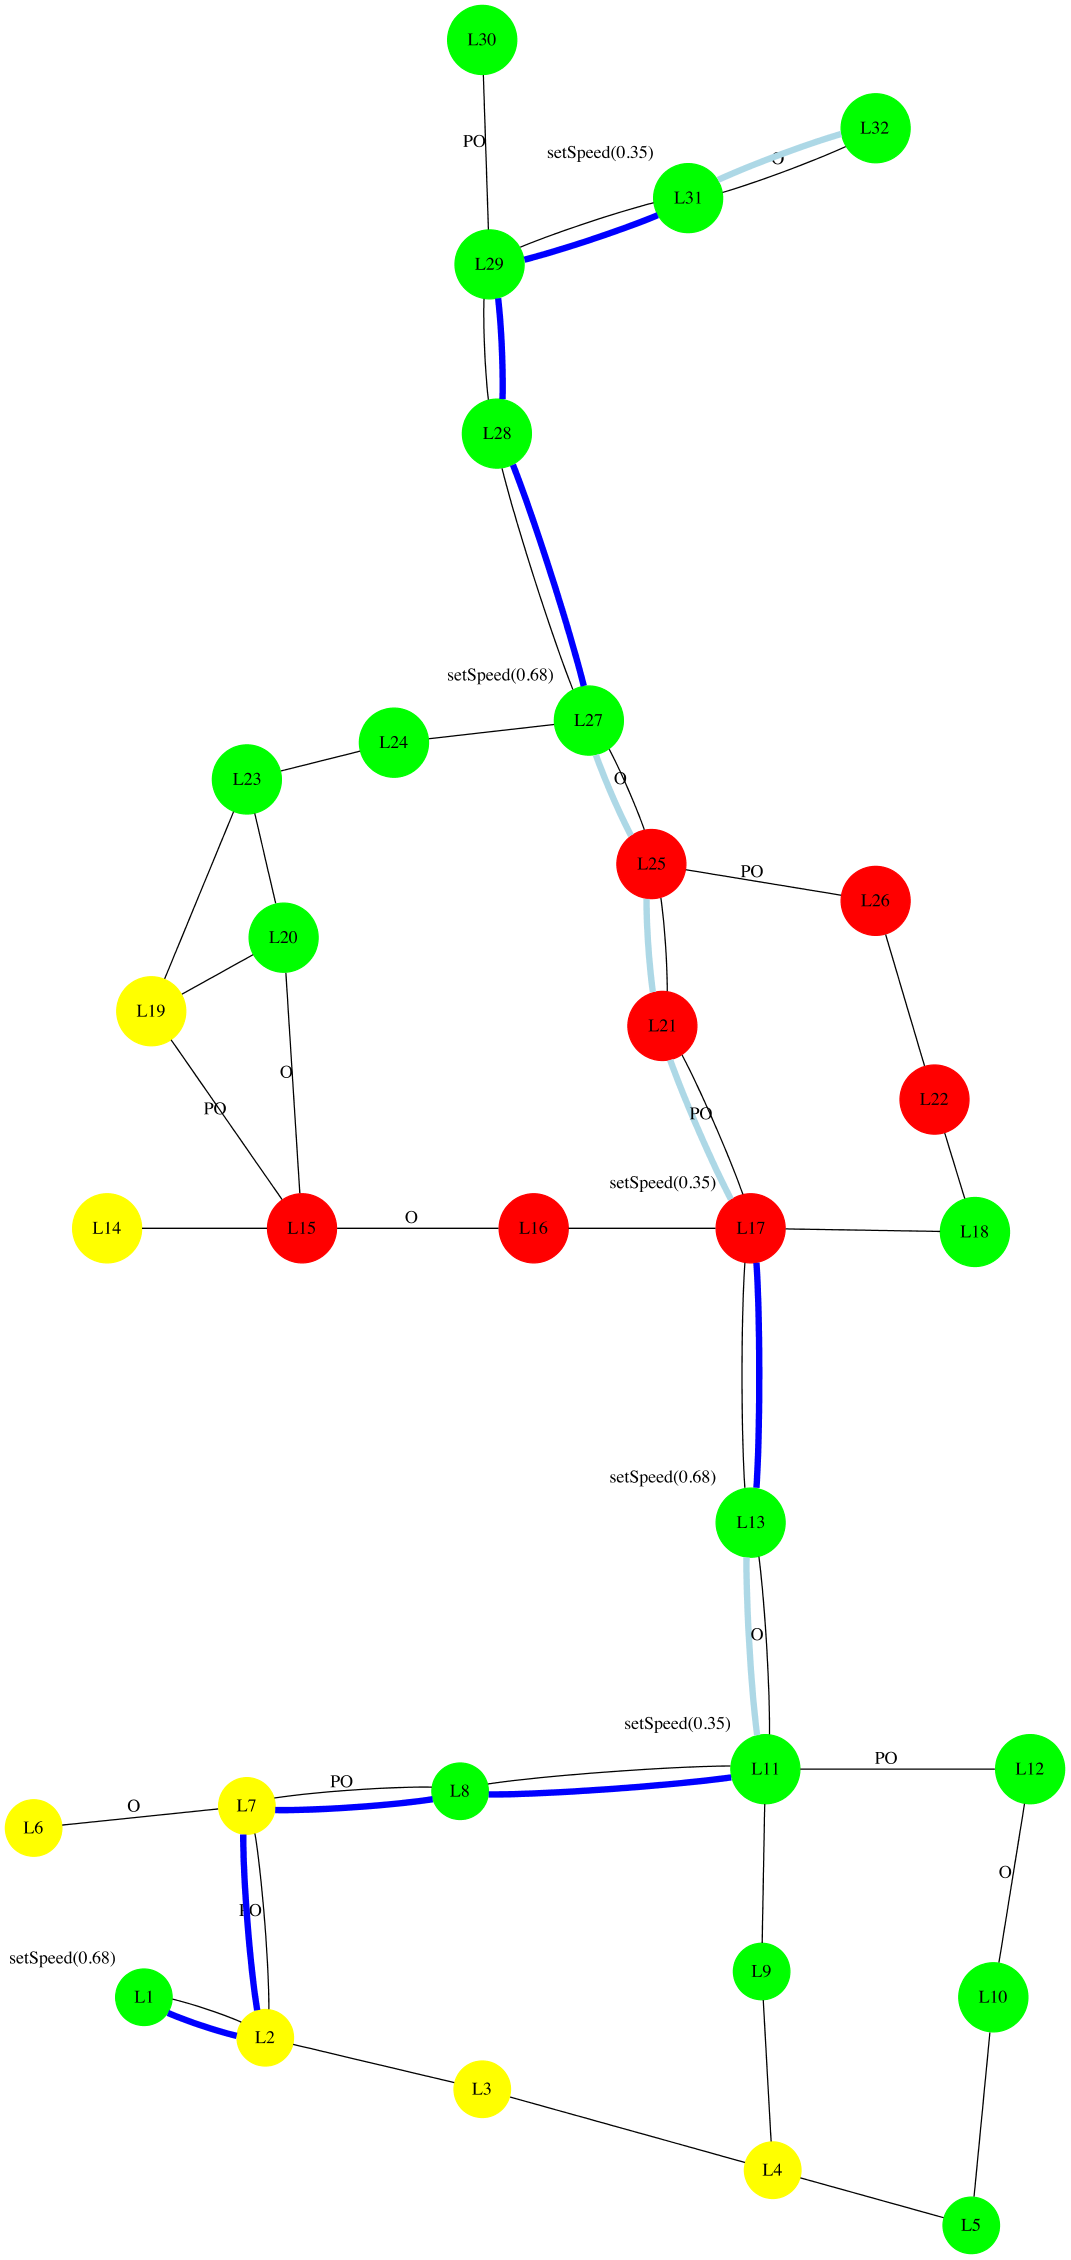 L30
L32
PO
setSpeed(0.35)
O
L31
L29
L28
setSpeed(0.68)
L27
L24
L23
O
L25
PO
L26
L20
L19
L21
O
L22
PO
PO
setSpeed(0.35)
L14
L15
O
L16
L17
L18
setSpeed(0.68)
L13
O
setSpeed(0.35)
L11
PO
L12
PO
L8
L7
O
L6
O
PO
setSpeed(0.68)
L9
L1
L10
L2
L3
L4
L5